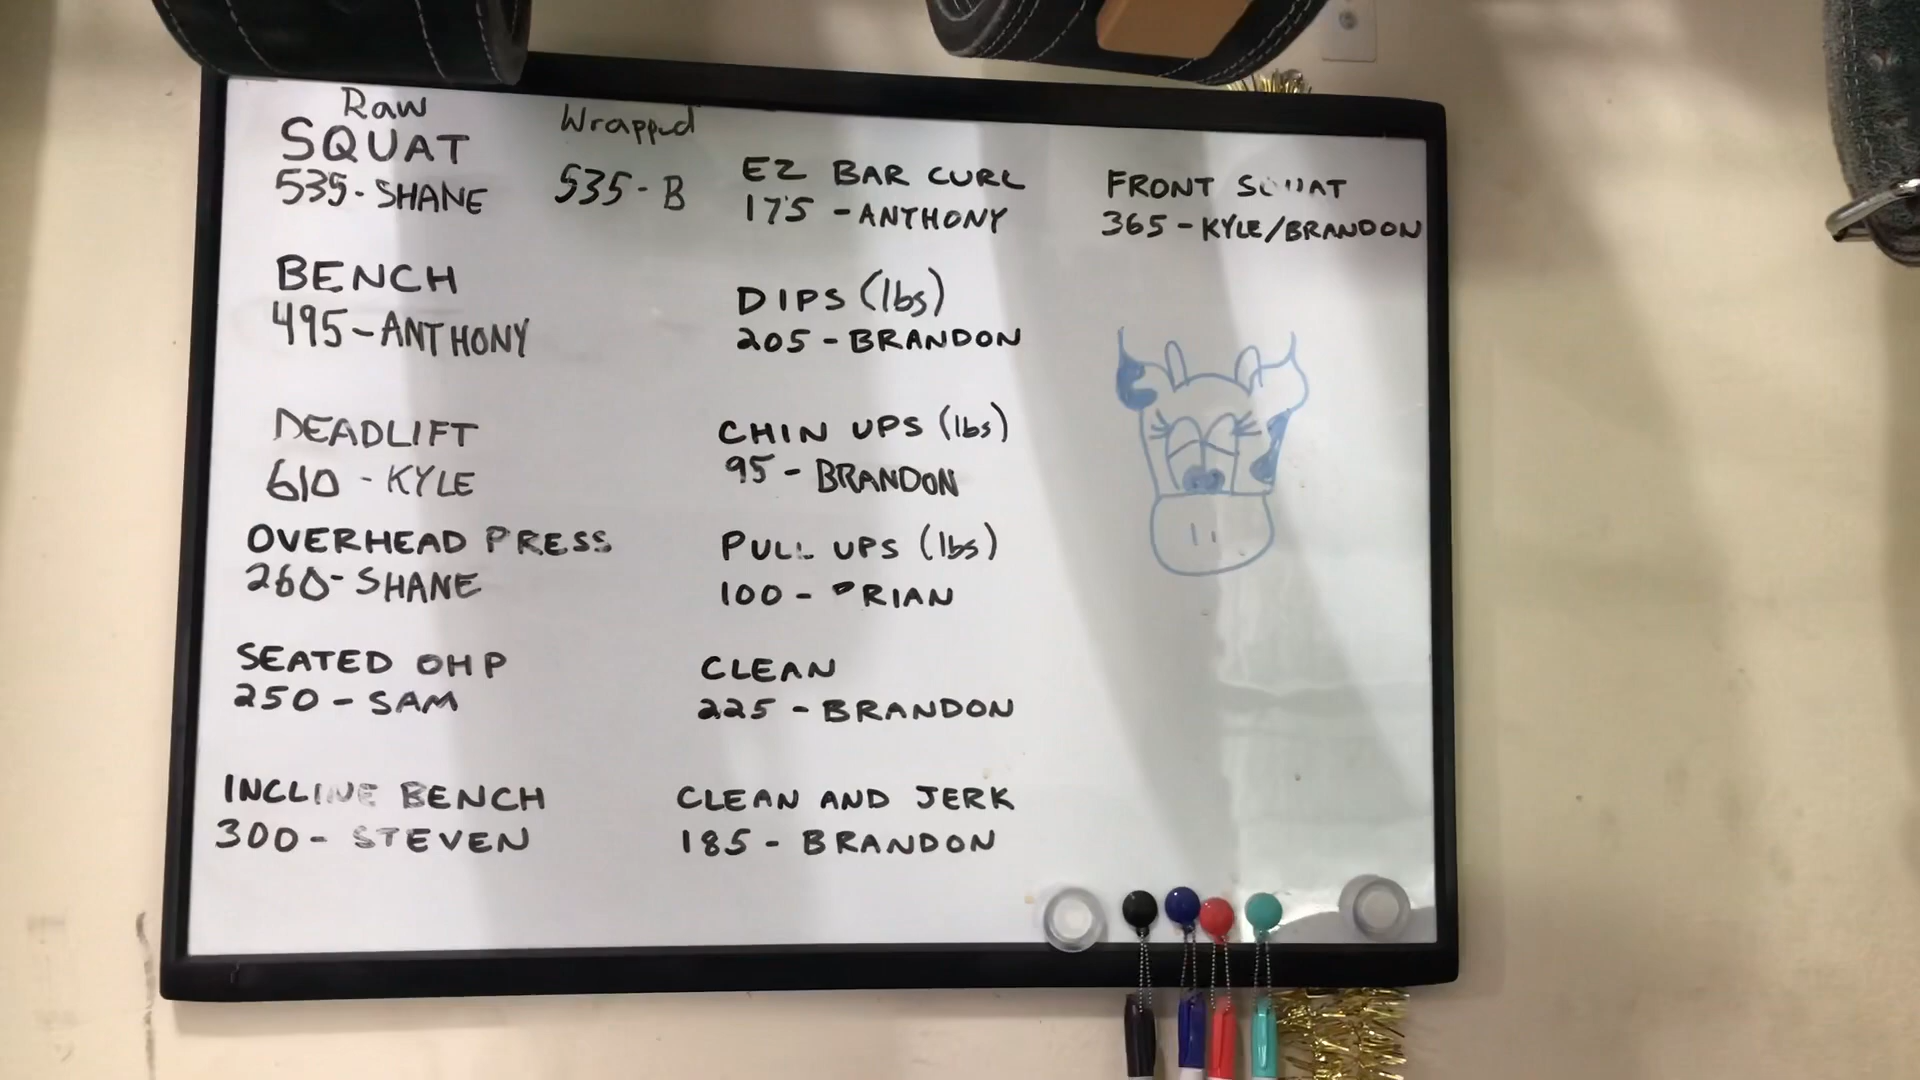 Raw
SQUAT
535-SHANE
Wrapped
535-B
BENCH
495-ANTHONY
DEADLIFT
610-KYLE
OVERHEAD PRESS
260-SHANE
SEATED OHP
250-SAM
INCLINE BENCH
300-STEVEN
EZ BAR CURL
175-ANTHONY
DIPS (lbs)
205-BRANDON
CHIN UPS (lbs)
95-BRANDON
PULL UPS (lbs)
100-
CLEAN
225-BRANDON
CLEAN AND JERK
185-BRANDON
FRONT SQUAT
365-KYLE/BRANDON